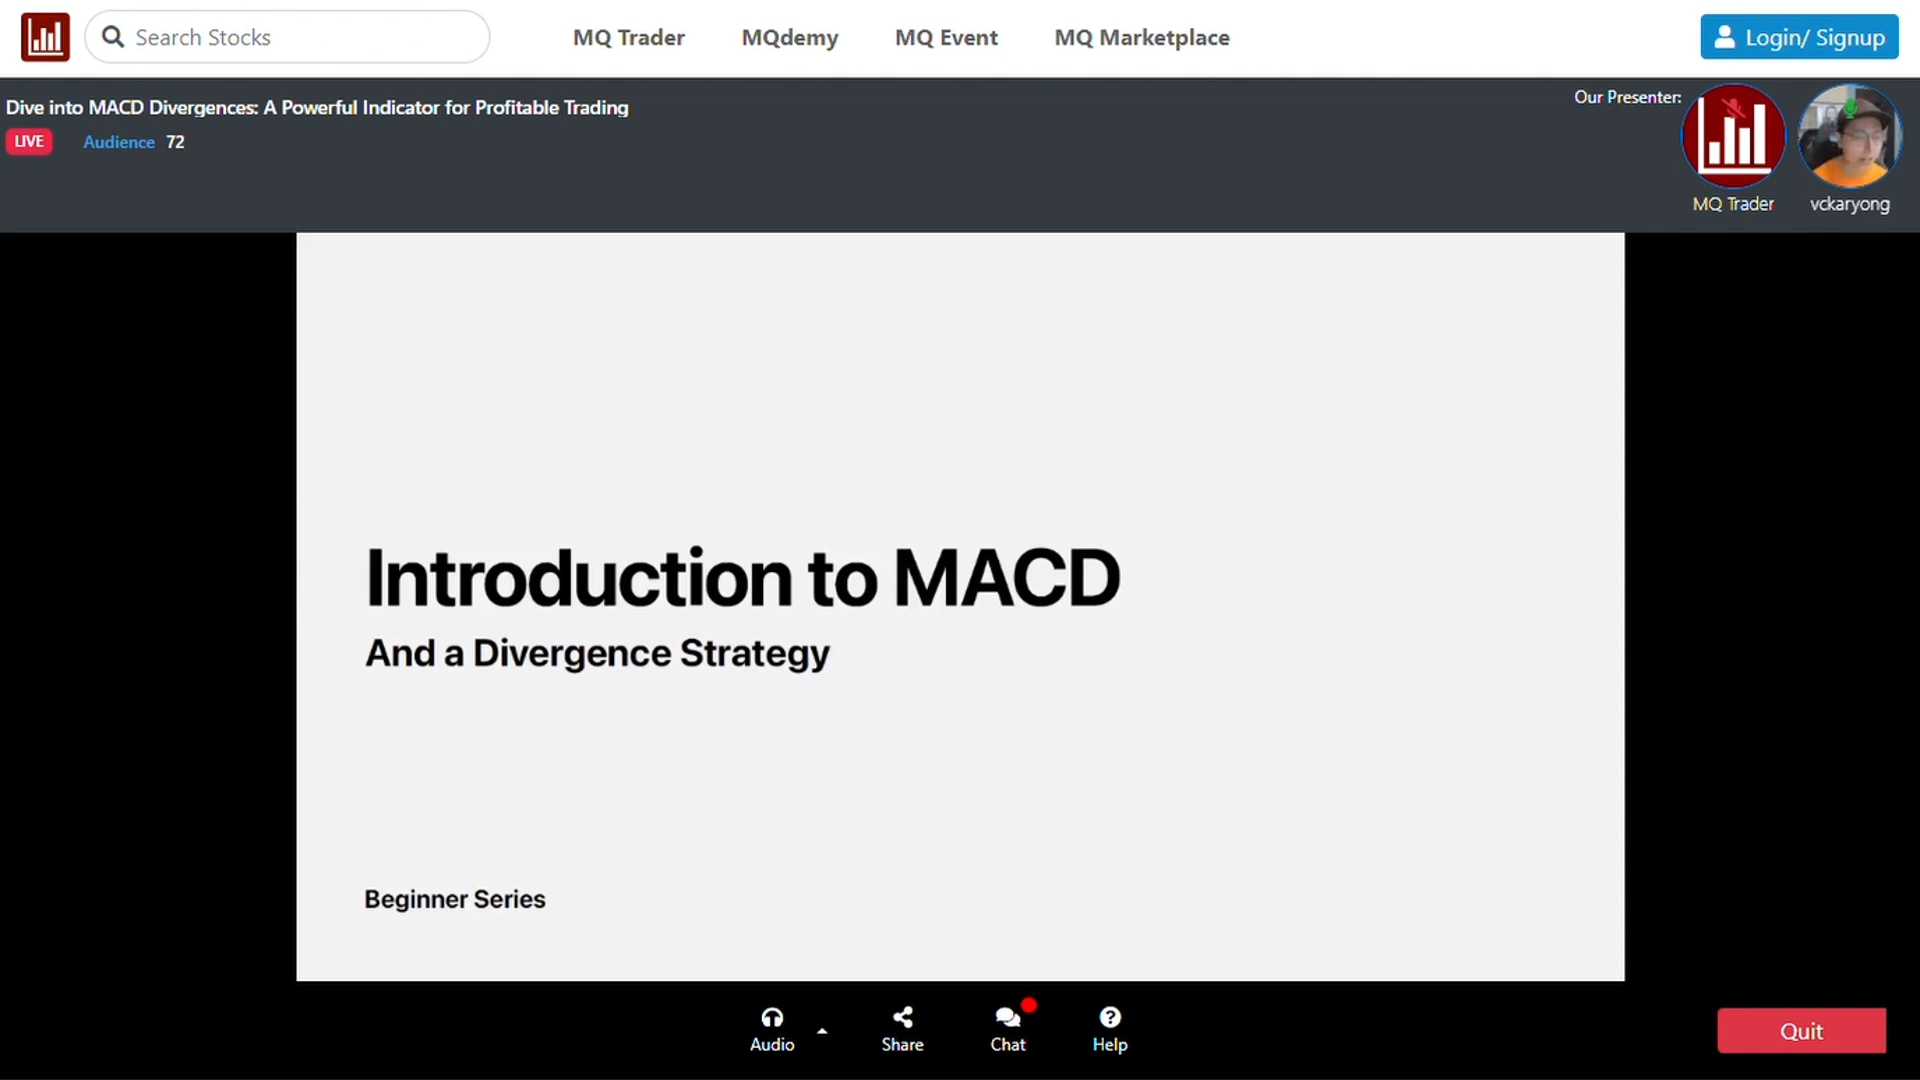 Search Stocks
MQ Trader
MQdemy
MQ Event
MQ Marketplace
Login/ Signup
Dive into MACD Divergences: A Powerful Indicator for Profitable Trading
LIVE
Audience 72
Our Presenter:
MQ Trader
vckaryong
Introduction to MACD
And a Divergence Strategy
Beginner Series
Audio
Share
Chat
Help
Quit